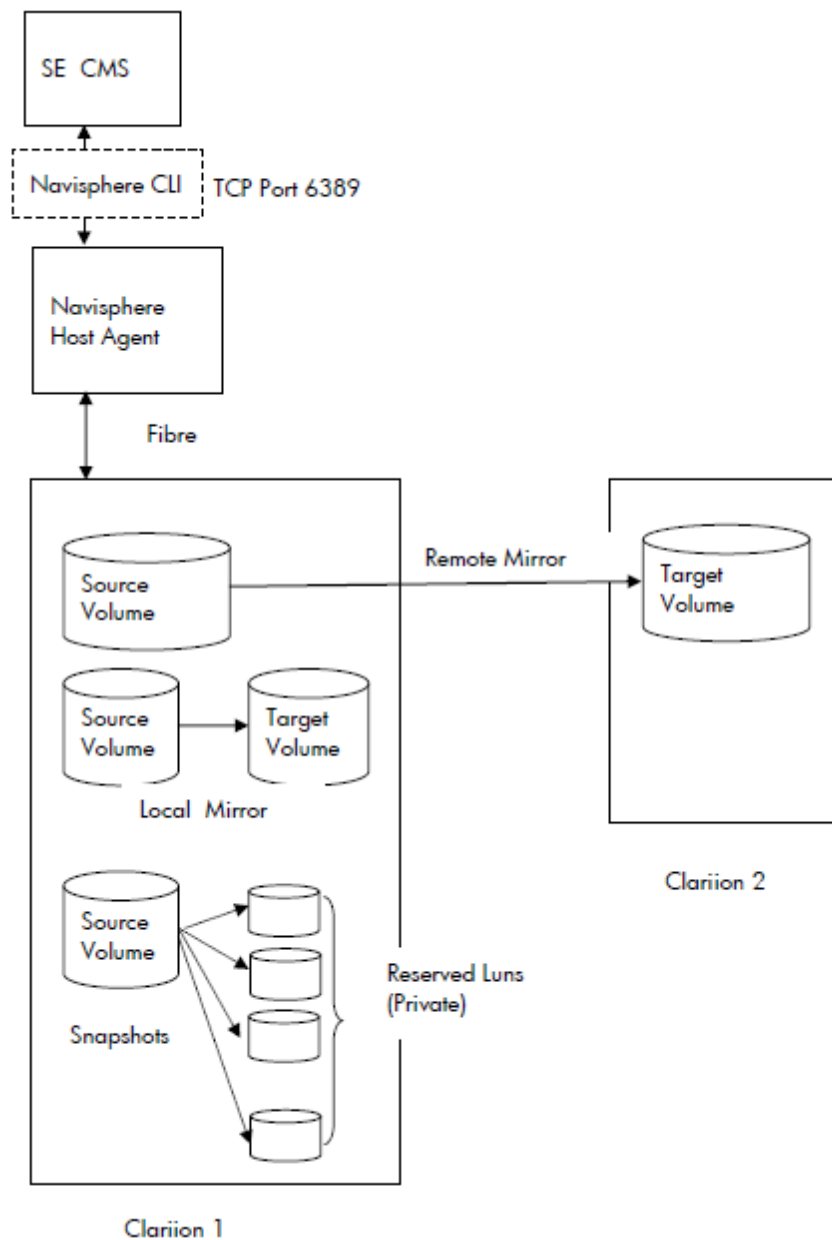 SE CMS
Navisphere CLI
TCP Port 6389
Navisphere
Host Agent
Fibre
Source
Volume
Remote Mirror
Target
Volume
Source
Volume
Target
Volume
Local Mirror
Clariion 2
Source
Volume
Reserved Luns
(Private)
Snapshots
Clariion 1